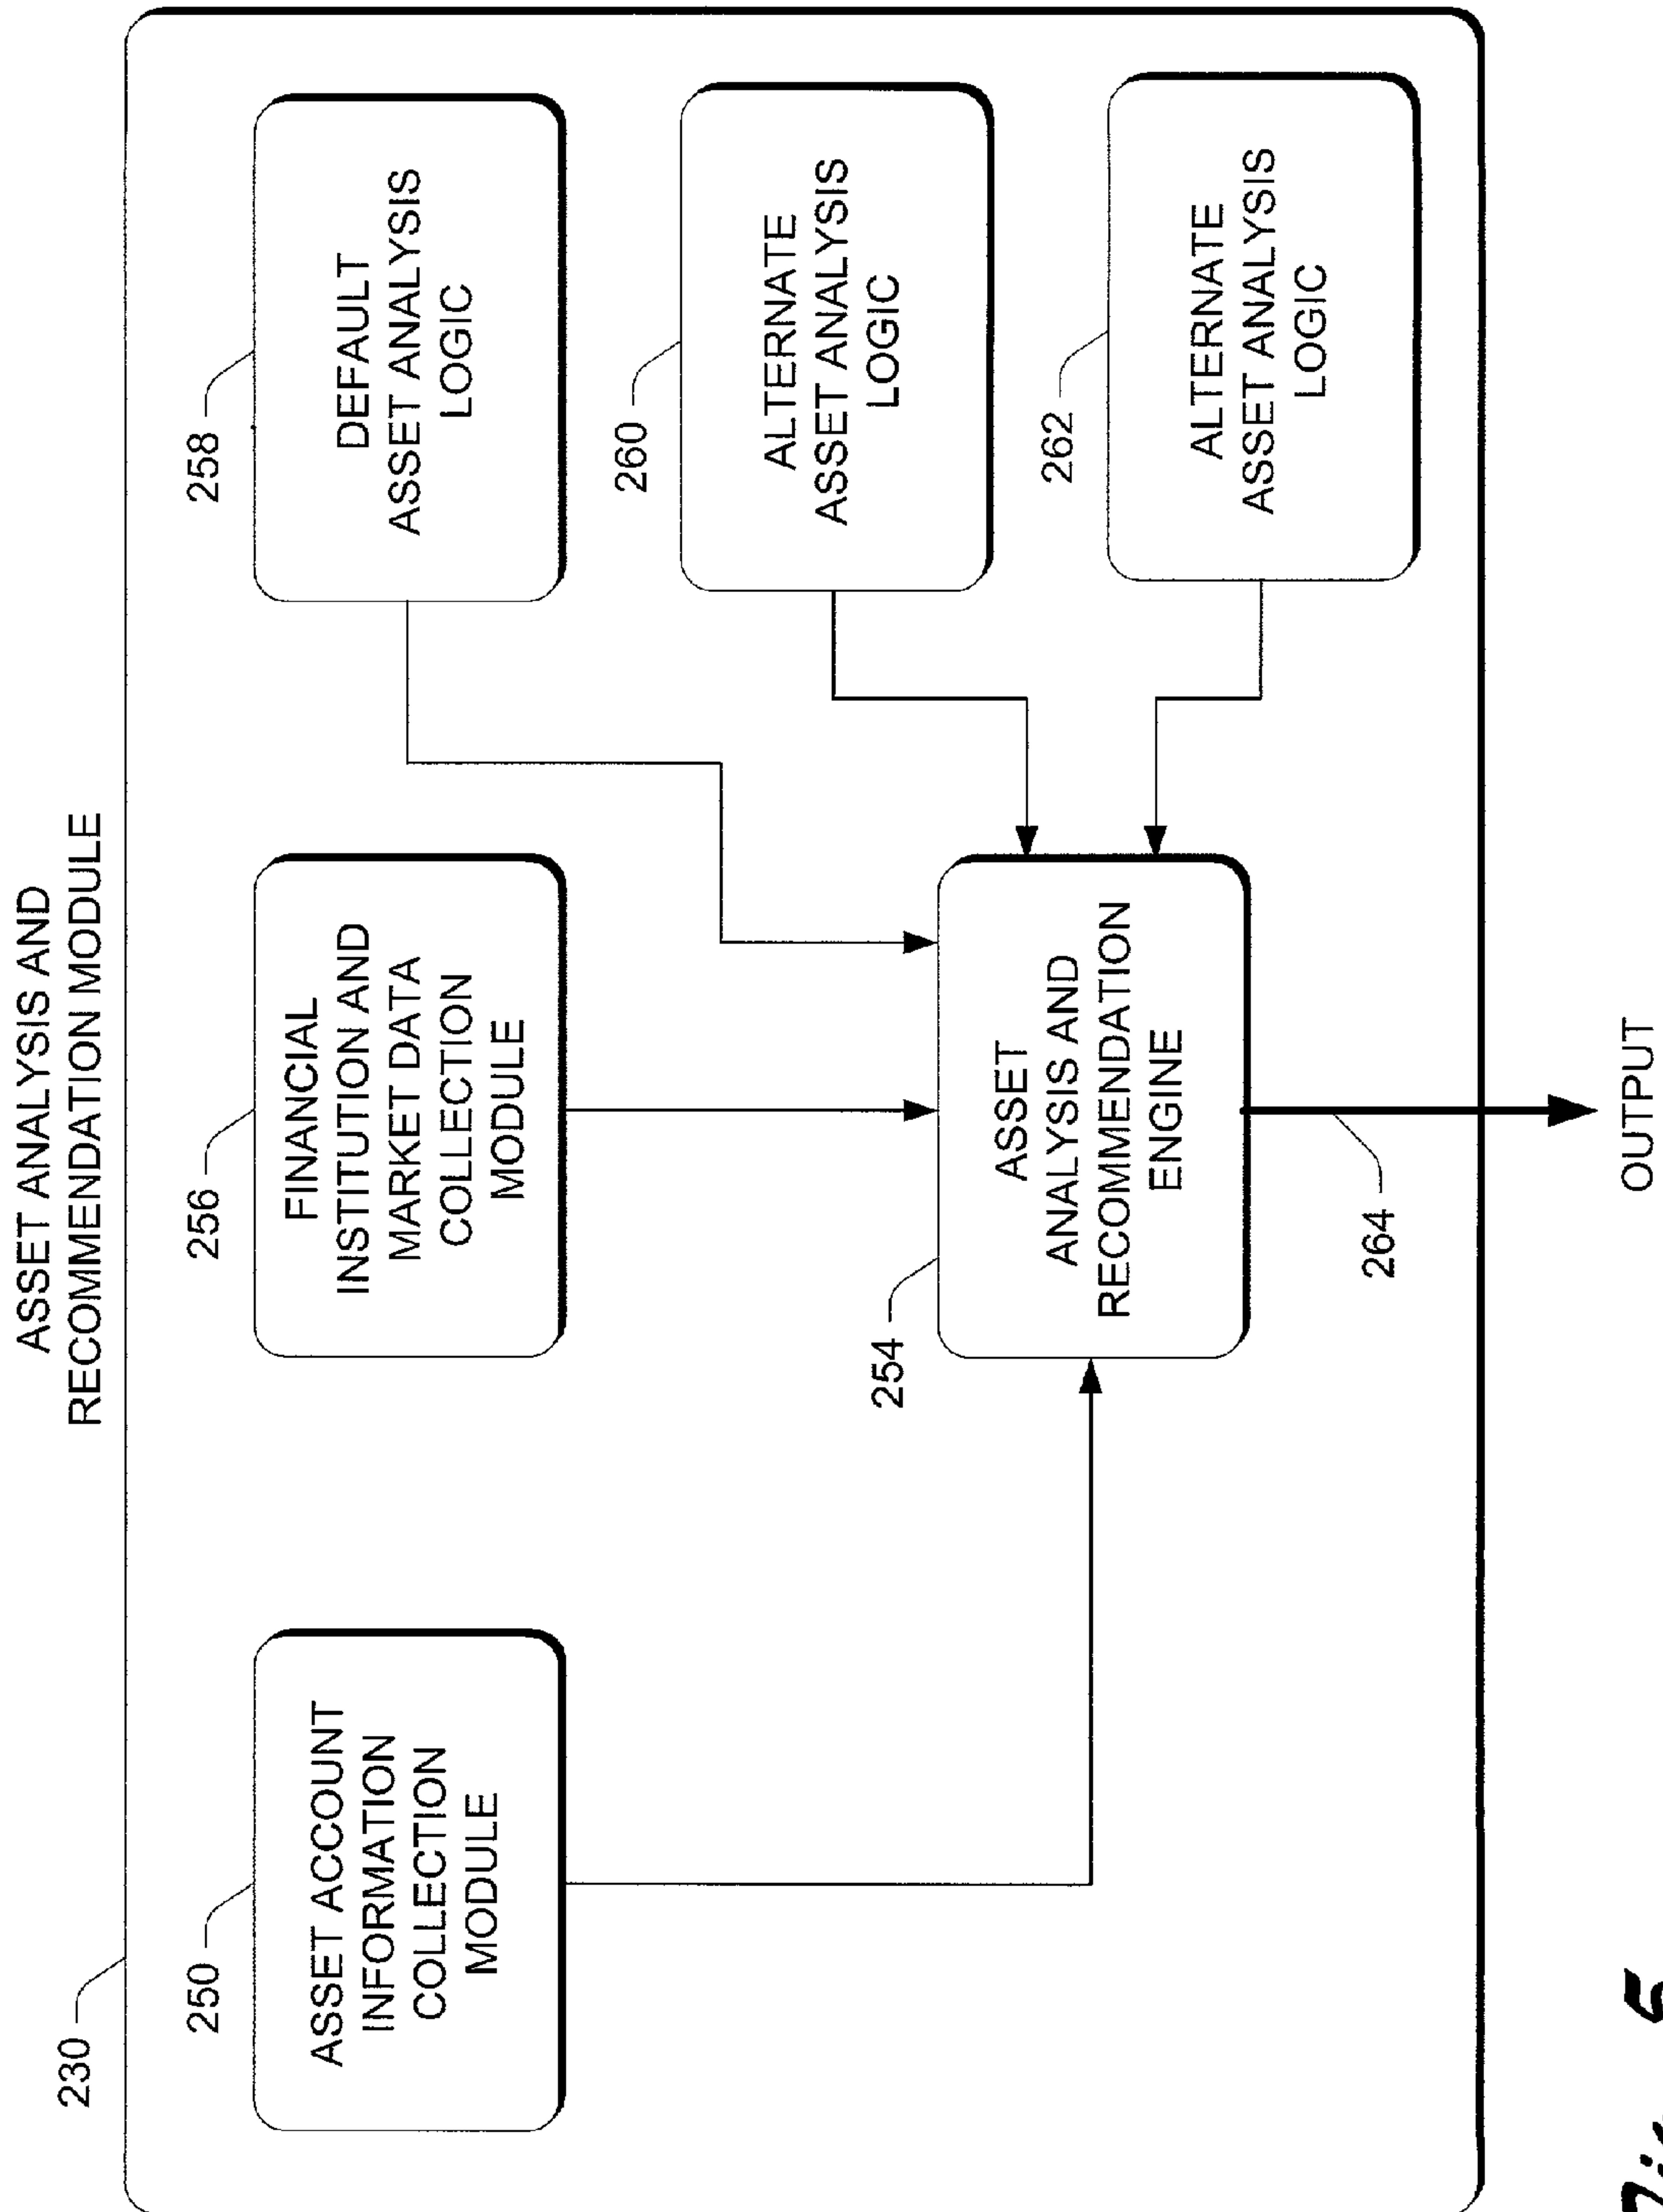 ASSET ANALYSIS AND
RECOMMENDATION MODULE
230
250
ASSET ACCOUNT
INFORMATION
COLLECTION
MODULE
256
FINANCIAL
INSTITUTION AND
MARKET DATA
COLLECTION
MODULE
258
DEFAULT
ASSET ANALYSIS
LOGIC
260
ALTERNATE
ASSET ANALYSIS
LOGIC
262
ALTERNATE
ASSET ANALYSIS
LOGIC
254
ASSET
ANALYSIS AND
RECOMMENDATION
ENGINE
264
OUTPUT